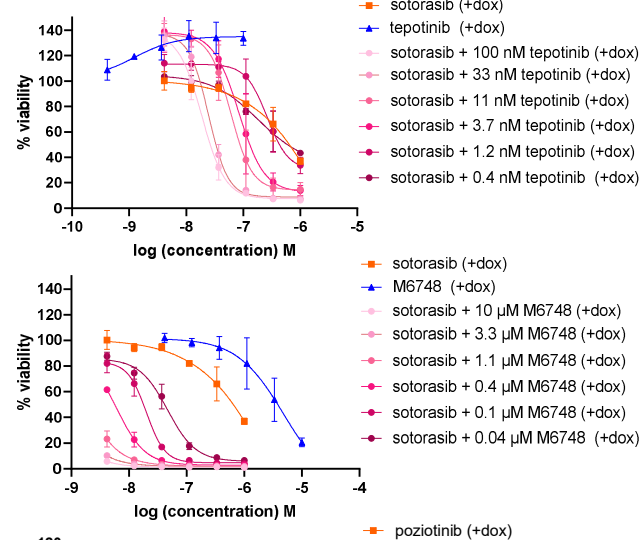 sotorasib (+dox)
tepotinib (+dox)
sotorasib + 100 nM tepotinib (+dox)
sotorasib + 33 nM tepotinib (+dox)
sotorasib + 11 nM tepotinib (+dox)
sotorasib + 3.7 nM tepotinib (+dox)
sotorasib + 1.2 nM tepotinib (+dox)
sotorasib + 0.4 nM tepotinib (+dox)
% viability
140
120
100
80
60
40
20
0
-10 -9 -8 -7 -6 -5
log (concentration) M
sotorasib (+dox)
M6748 (+dox)
sotorasib + 10 µM M6748 (+dox)
sotorasib + 3.3 µM M6748 (+dox)
sotorasib + 1.1 µM M6748 (+dox)
sotorasib + 0.4 µM M6748 (+dox)
sotorasib + 0.1 µM M6748 (+dox)
sotorasib + 0.04 µM M6748 (+dox)
% viability
140
120
100
80
60
40
20
0
-9 -8 -7 -6 -5 -4
log (concentration) M
poziotinib (+dox)